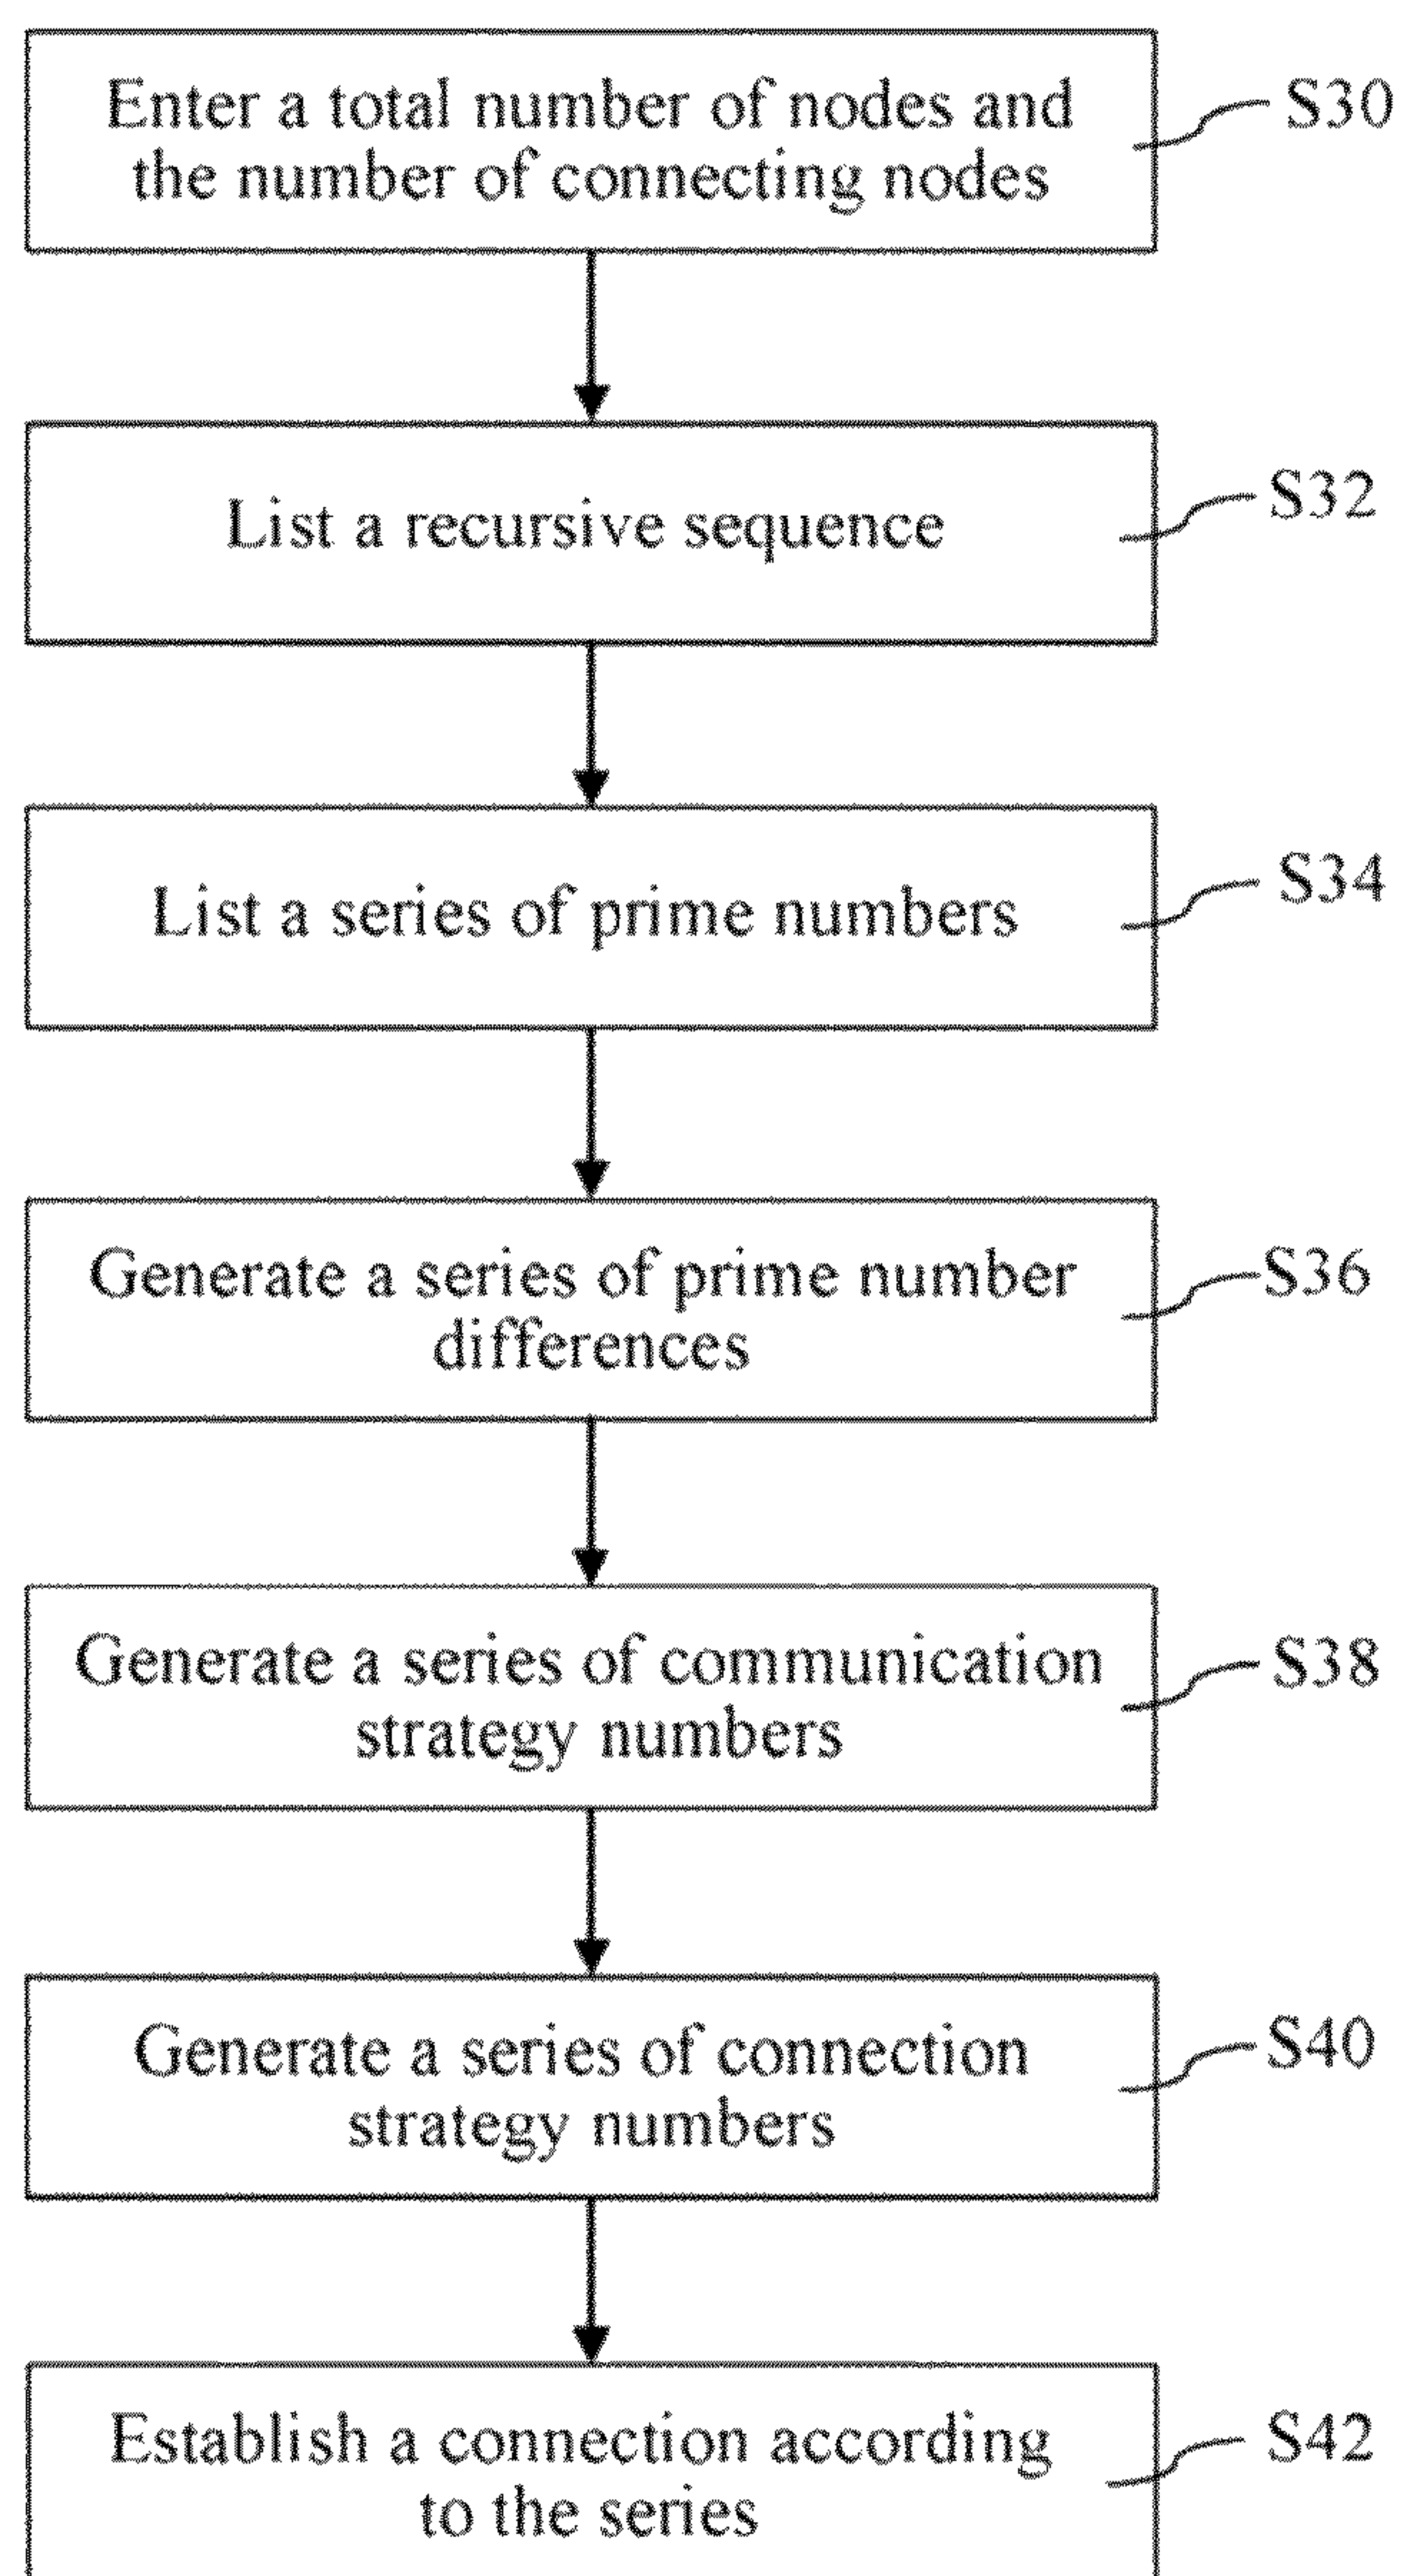 Enter a total number of nodes and
the number of connecting nodes
S30
List a recursive sequence
S32
List a series of prime numbers
S34
Generate a series of prime number
differences
S36
Generate a series of communication
strategy numbers
S38
Generate a series of connection
strategy numbers
S40
Establish a connection according
to the series
S42